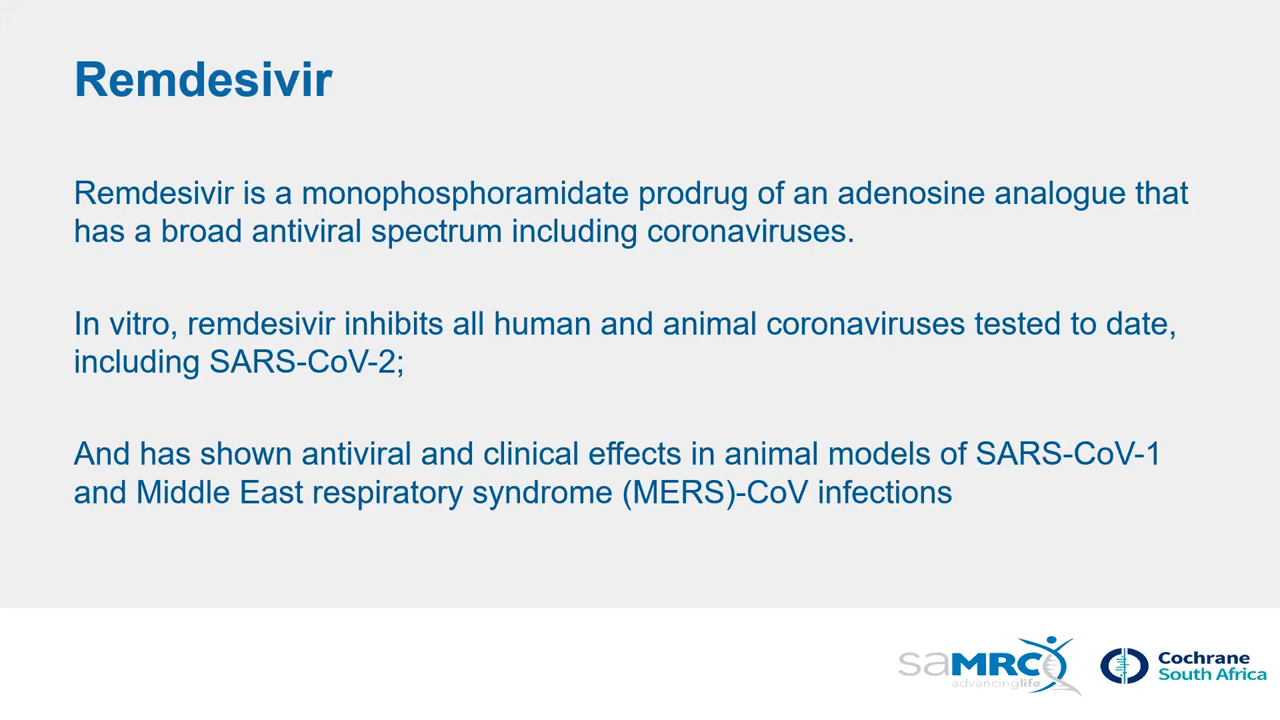 Remdesivir
Remdesivir is a monophosphoramidate prodrug of an adenosine analogue that
has a broad antiviral spectrum including coronaviruses.
In vitro, remdesivir inhibits all human and animal coronaviruses tested to date,
including SARS-CoV-2;
And has shown antiviral and clinical effects in animal models of SARS-CoV-1
and Middle East respiratory syndrome (MERS)-CoV infections
saMRC
advancinglife
Cochrane
South Africa